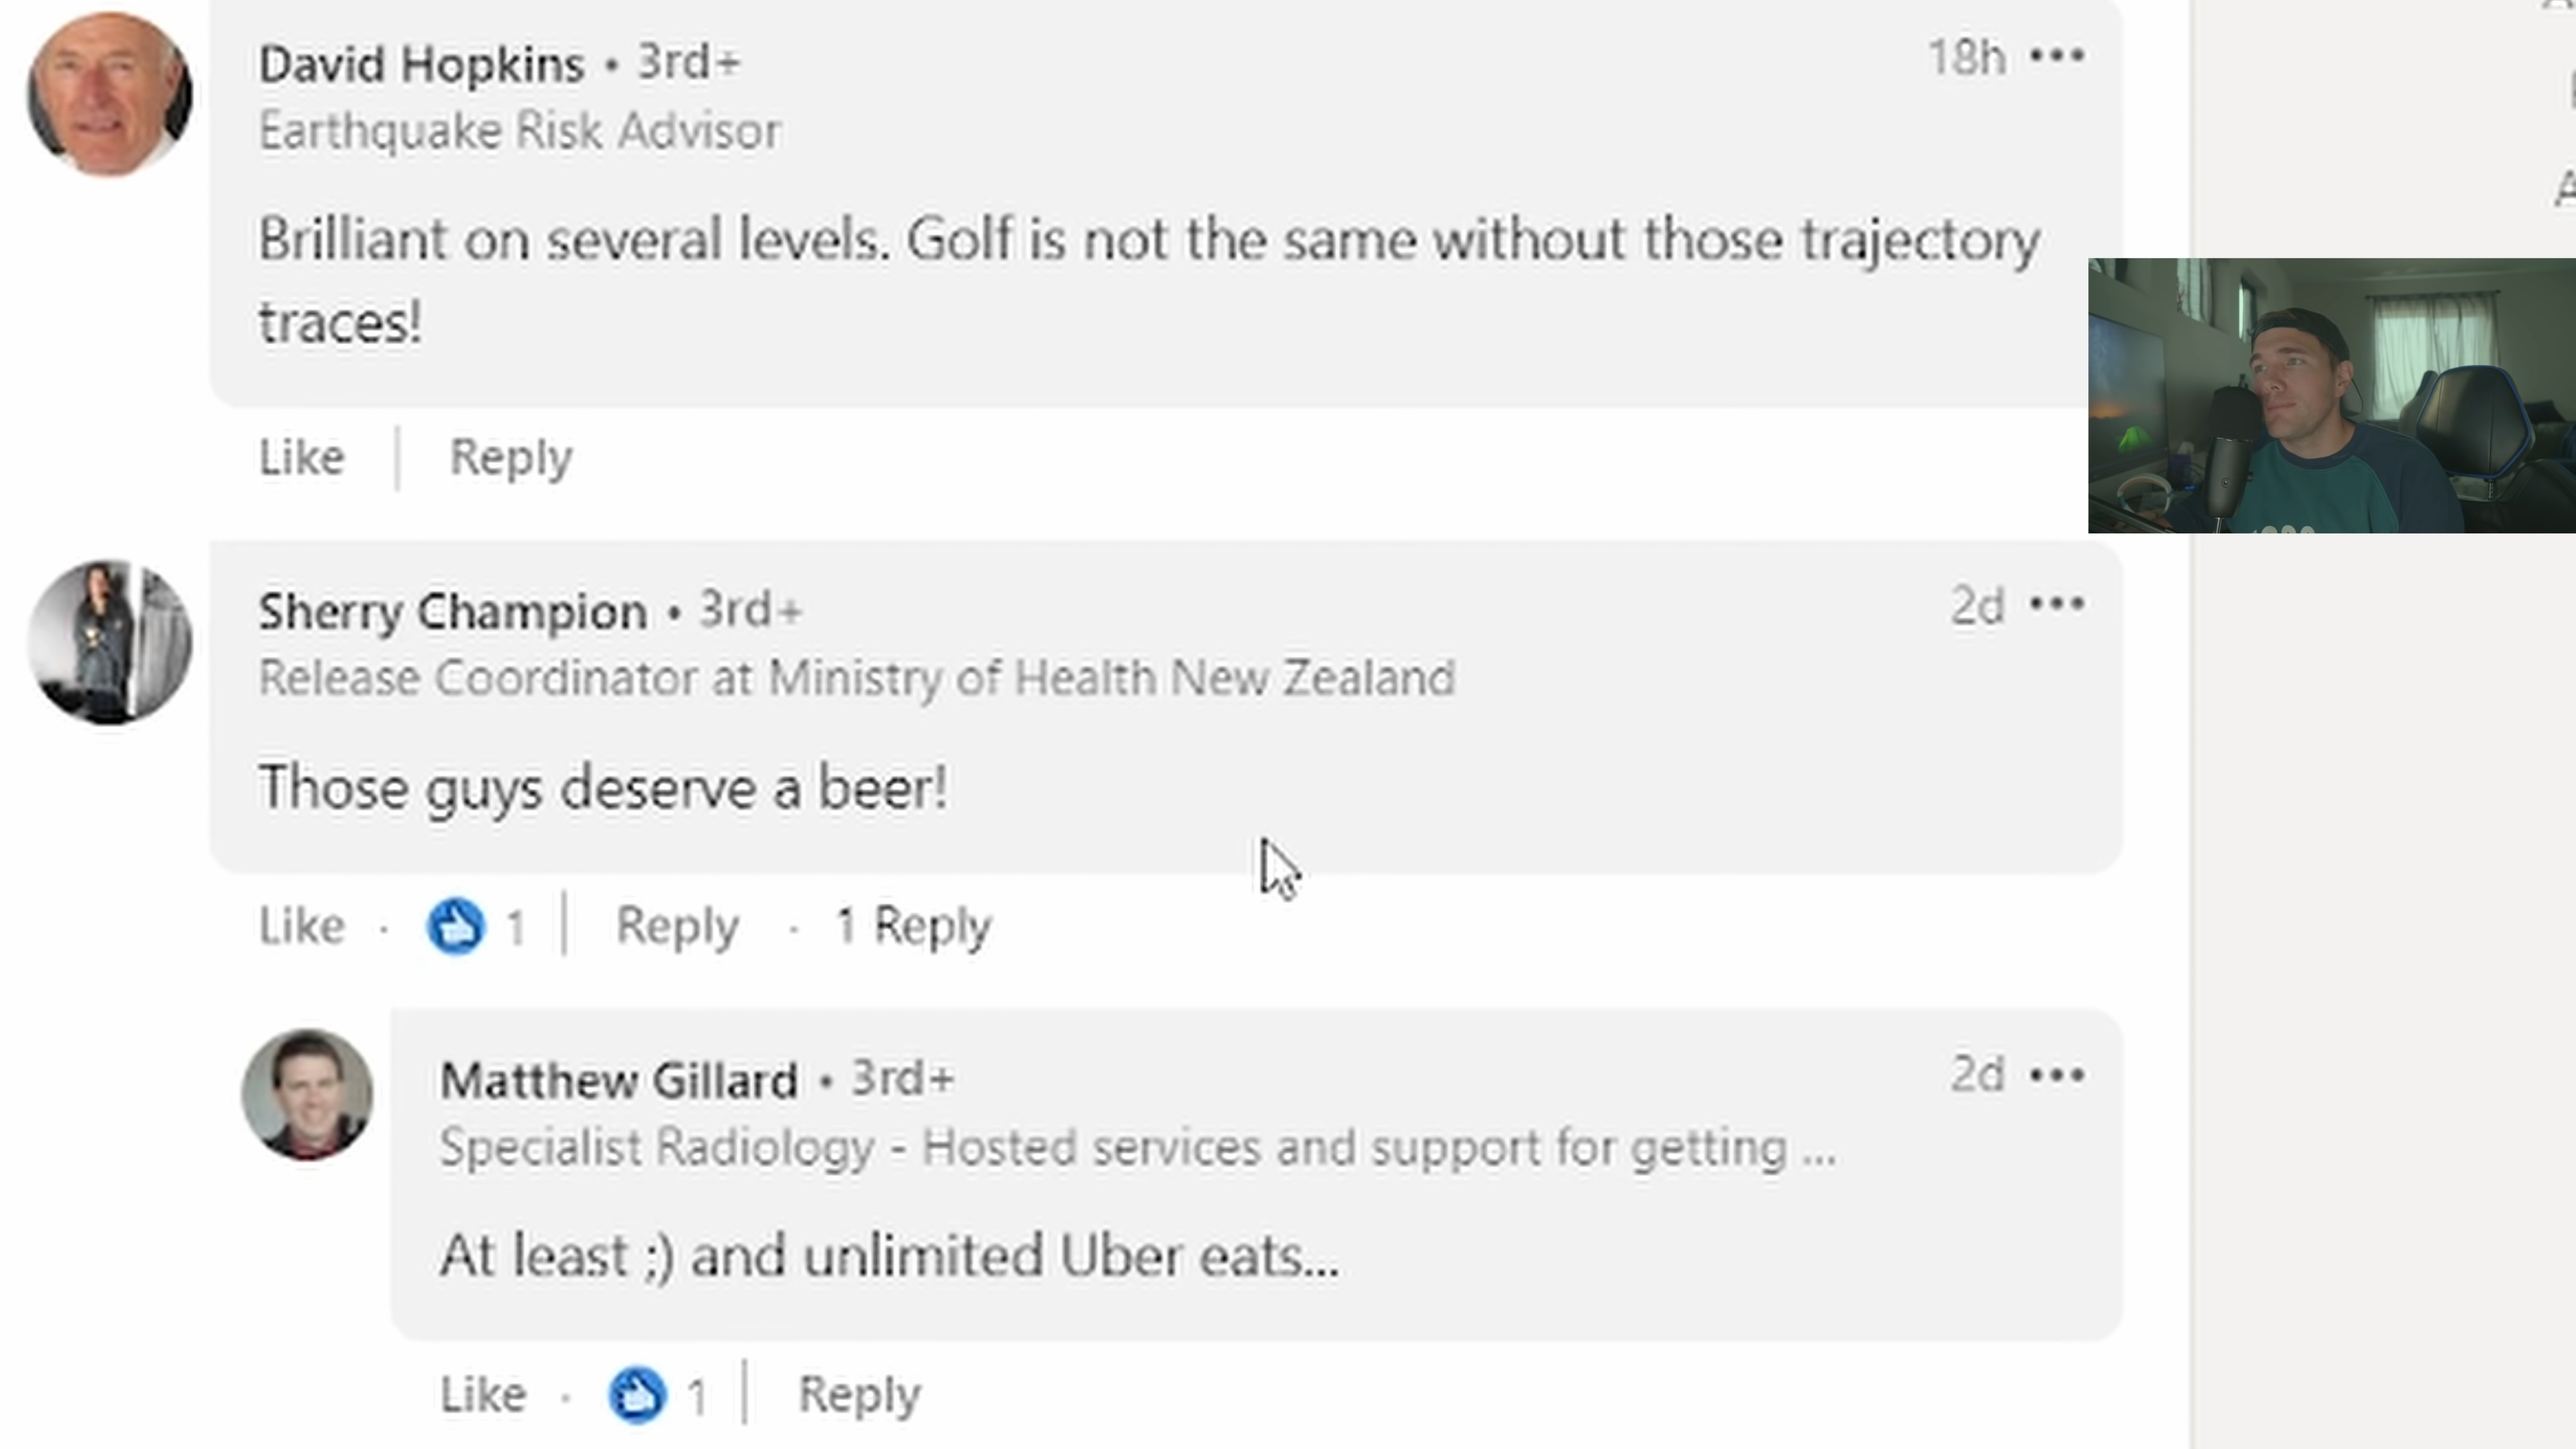 David Hopkins • 3rd+
18h •••
Earthquake Risk Advisor
Brilliant on several levels. Golf is not the same without those trajectory
traces!
Like | Reply
Sherry Champion • 3rd+
2d •••
Release Coordinator at Ministry of Health New Zealand
Those guys deserve a beer!
Like · 1 | Reply · 1 Reply
Matthew Gillard • 3rd+
2d •••
Specialist Radiology - Hosted services and support for getting ...
At least ;) and unlimited Uber eats...
Like · 1 | Reply